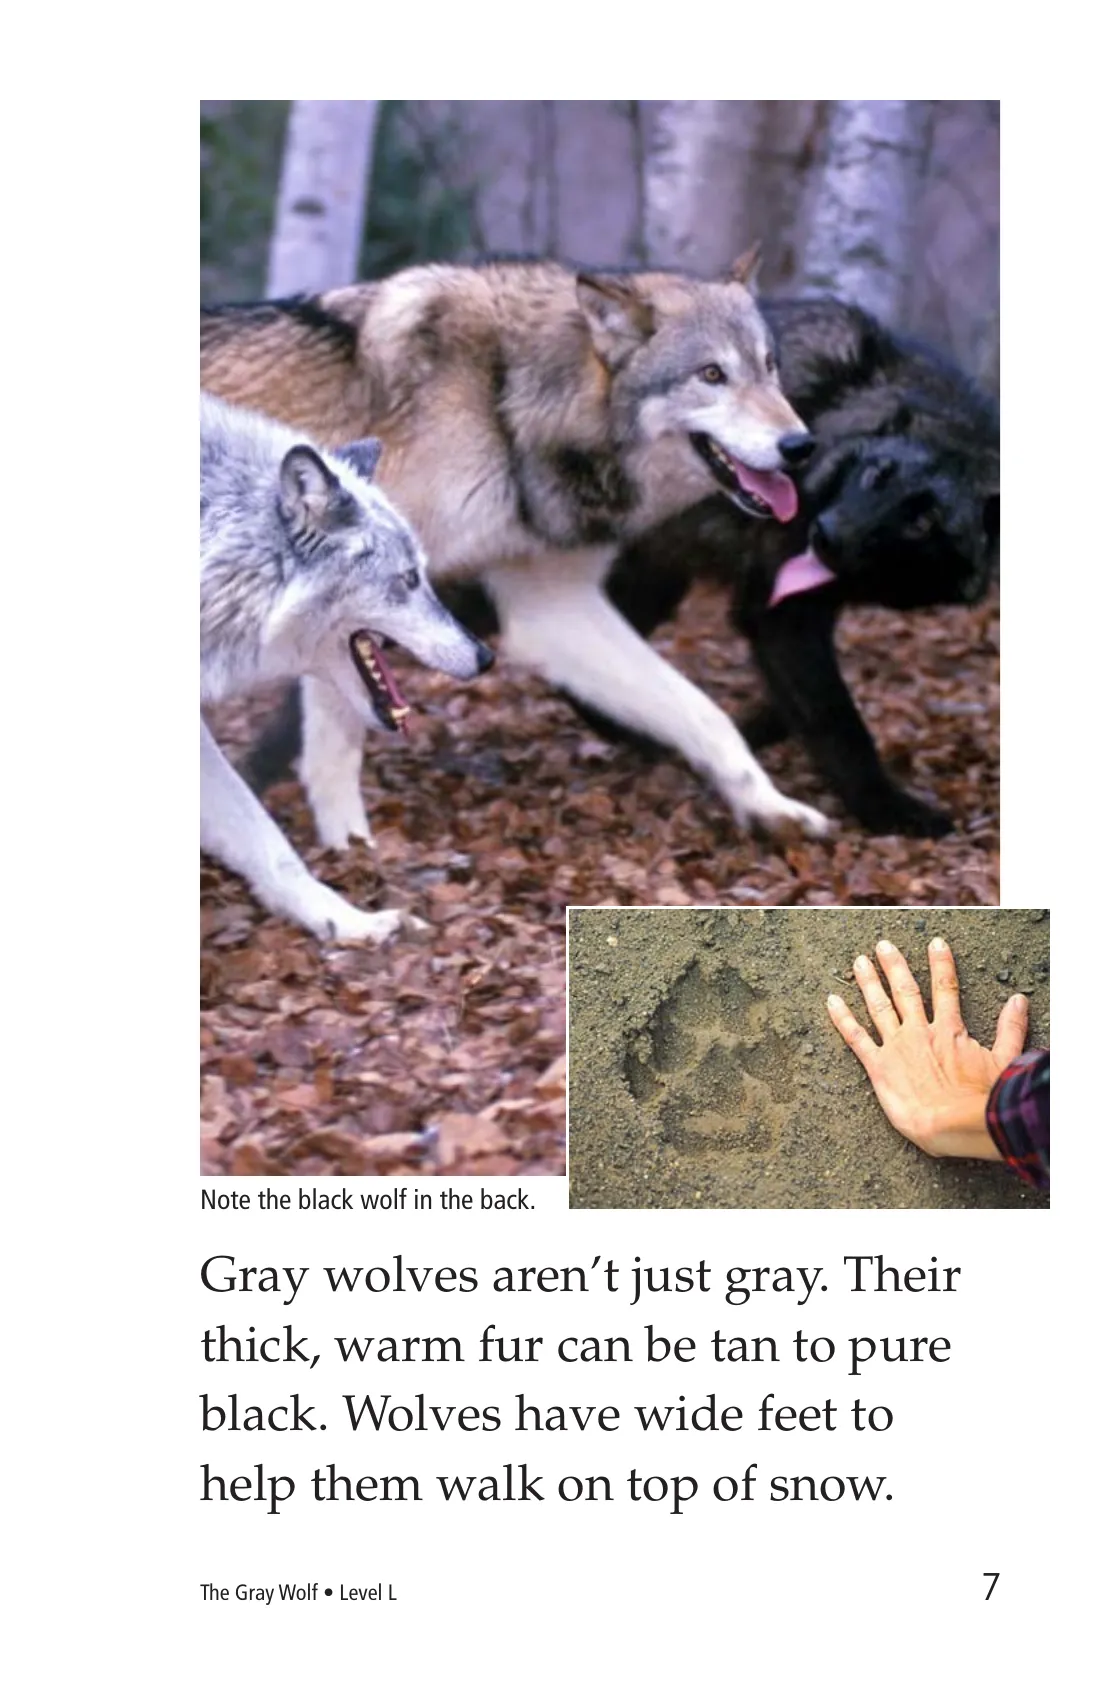 Note the black wolf in the back.
Gray wolves aren’t just gray. Their
thick, warm fur can be tan to pure
black. Wolves have wide feet to
help them walk on top of snow.
The Gray Wolf • Level L
7